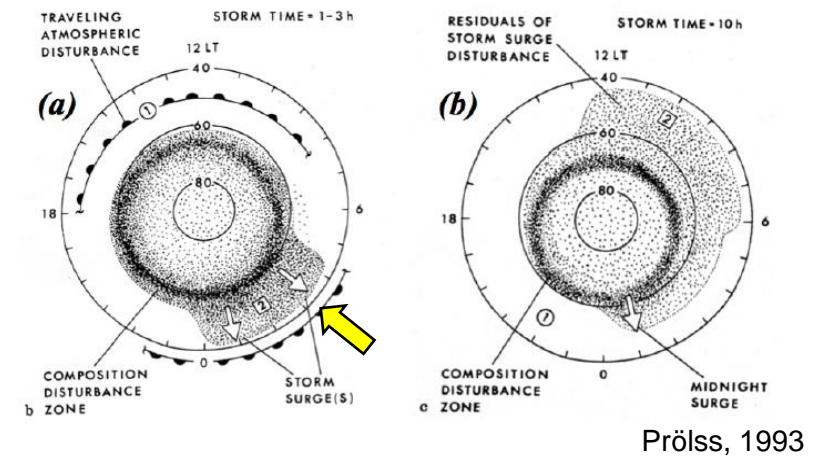 TRAVELING
ATMOSPHERIC
DISTURBANCE
STORM TIME = 1-3 h
12 LT
40
(a)
1
60
80
18
6
2
0
COMPOSITION
DISTURBANCE
b ZONE
STORM
SURGE(S)
RESIDUALS OF
STORM SURGE
DISTURBANCE
STORM TIME = 10 h
12 LT
40
(b)
2
60
80
18
6
1
0
COMPOSITION
DISTURBANCE
c ZONE
MIDNIGHT
SURGE
Prölss, 1993